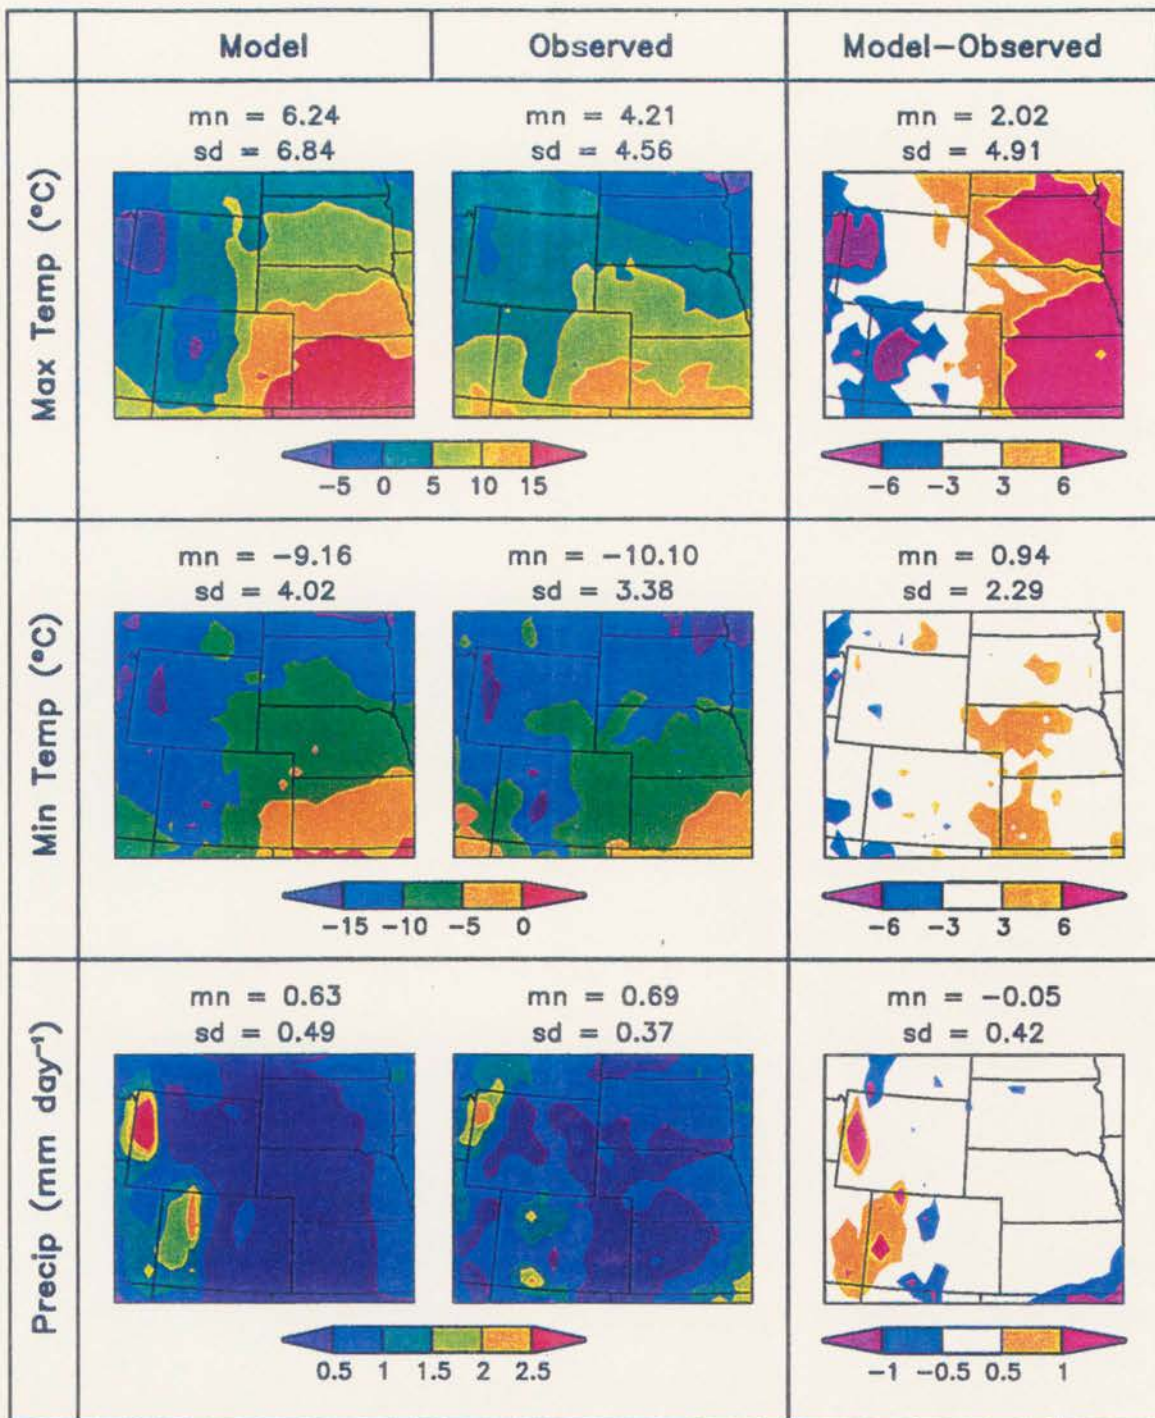 Model Observed Model-Observed
Max Temp (°C)
mn = 6.24
sd = 6.84
mn = 4.21
sd = 4.56
mn = 2.02
sd = 4.91
-5 0 5 10 15
-6 -3 3 6
Min Temp (°C)
mn = -9.16
sd = 4.02
mn = -10.10
sd = 3.38
mn = 0.94
sd = 2.29
-15 -10 -5 0
-6 -3 3 6
Precip (mm day⁻¹)
mn = 0.63
sd = 0.49
mn = 0.69
sd = 0.37
mn = -0.05
sd = 0.42
0.5 1 1.5 2 2.5
-1 -0.5 0.5 1